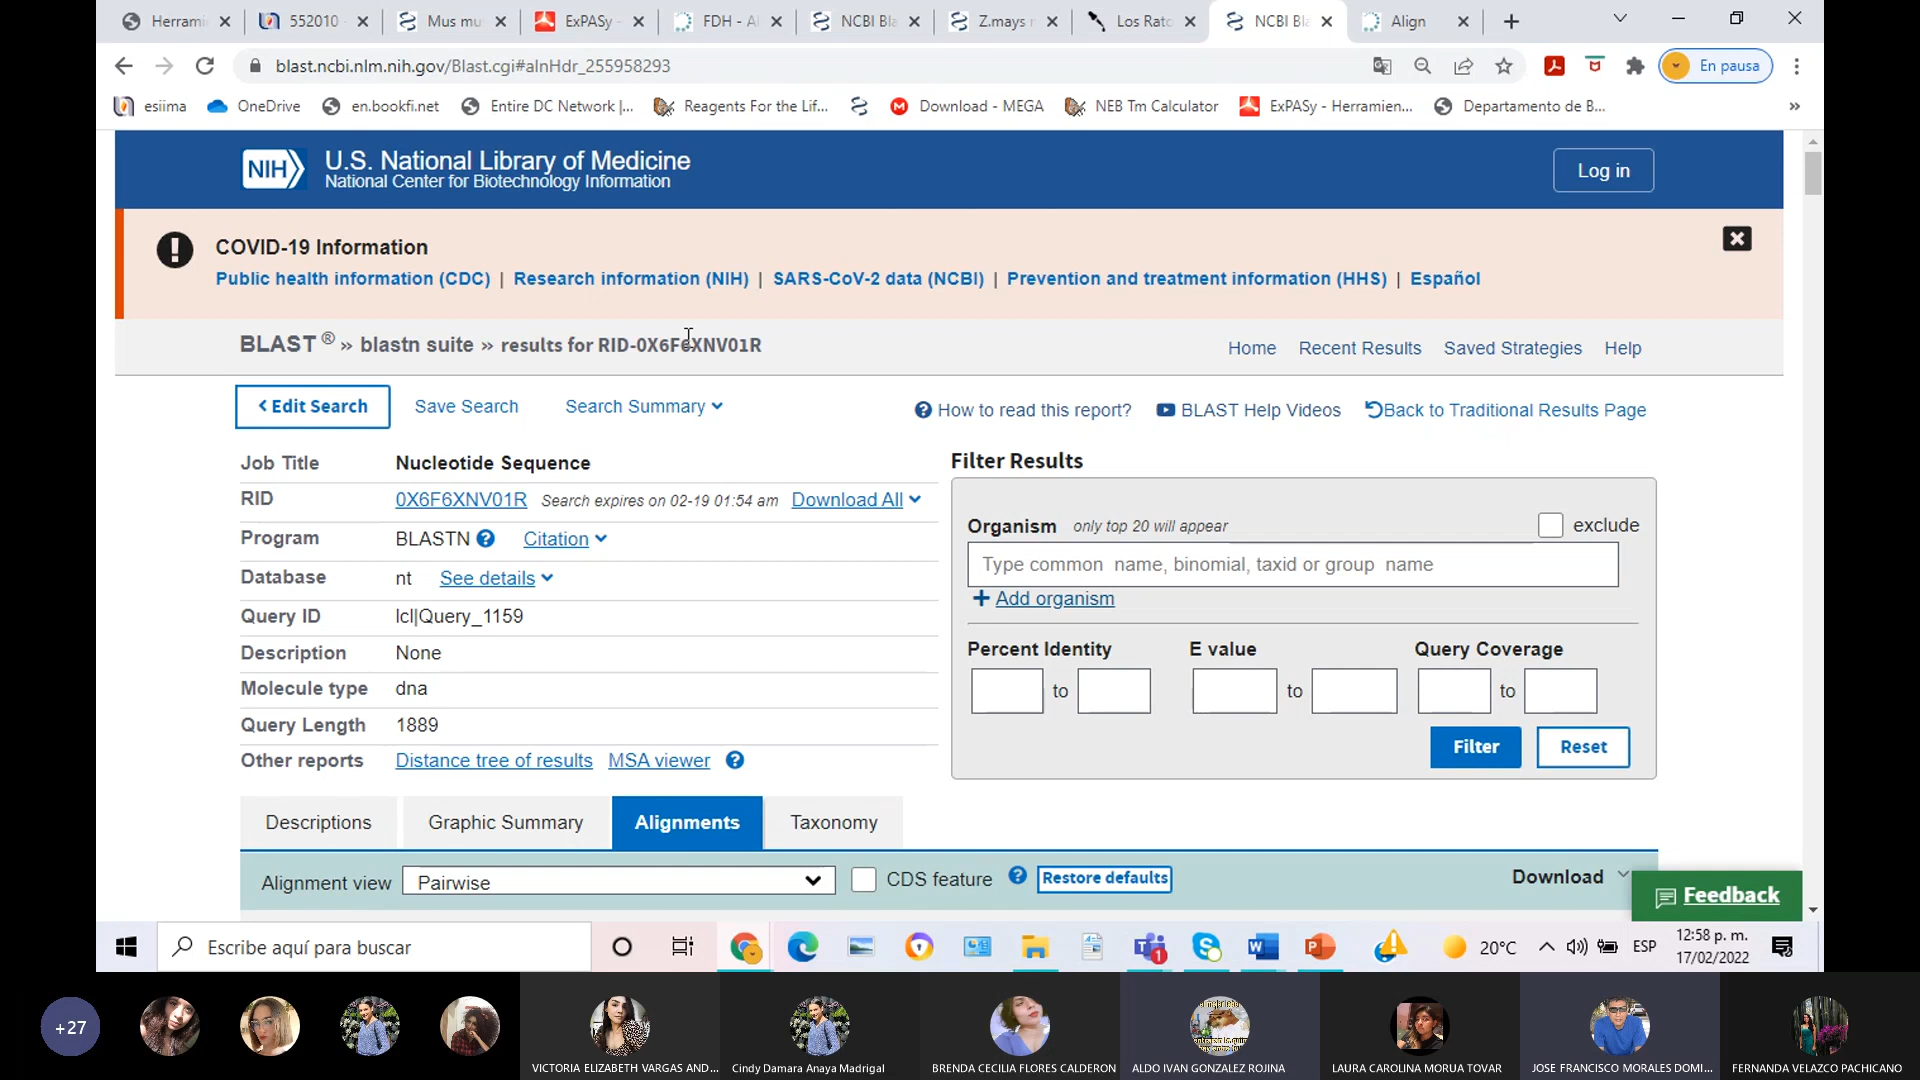 Herrami
552010
Mus mu
ExPASy -
FDH - Al
NCBI Bla
Z.mays r
Los Rato
NCBI Bla
Align
blast.ncbi.nlm.nih.gov/Blast.cgi#alnHdr_255958293
En pausa
esiima
OneDrive
en.bookfi.net
Entire DC Network |...
Reagents For the Lif...
Download - MEGA
NEB Tm Calculator
ExPASy - Herramien...
Departamento de B...
»
NIH
U.S. National Library of Medicine
National Center for Biotechnology Information
Log in
COVID-19 Information
Public health information (CDC) | Research information (NIH) | SARS-CoV-2 data (NCBI) | Prevention and treatment information (HHS) | Español
BLAST ® » blastn suite » results for RID-0X6F6XNV01R
Home
Recent Results
Saved Strategies
Help
Edit Search
Save Search
Search Summary
How to read this report?
BLAST Help Videos
Back to Traditional Results Page
Job Title
Nucleotide Sequence
RID
0X6F6XNV01R
Search expires on 02-19 01:54 am
Download All
Program
BLASTN
Citation
Database
nt
See details
Query ID
lcl|Query_1159
Description
None
Molecule type
dna
Query Length
1889
Other reports
Distance tree of results
MSA viewer
Filter Results
Organism
only top 20 will appear
exclude
Type common name, binomial, taxid or group name
+ Add organism
Percent Identity
E value
Query Coverage
to
to
to
Filter
Reset
Descriptions
Graphic Summary
Alignments
Taxonomy
Alignment view
Pairwise
CDS feature
Restore defaults
Download
Feedback
Escribe aquí para buscar
1
20°C
ESP
12:58 p. m.
17/02/2022
+27
VICTORIA ELIZABETH VARGAS AND...
Cindy Damara Anaya Madrigal
BRENDA CECILIA FLORES CALDERON
ALDO IVAN GONZALEZ ROJINA
LAURA CAROLINA MORUA TOVAR
JOSE FRANCISCO MORALES DOMI...
FERNANDA VELAZCO PACHICANO